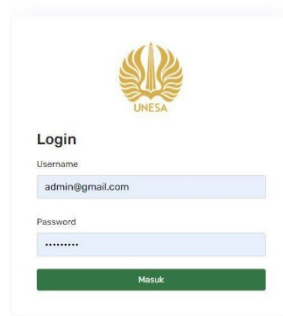 UNESA
Login
Username
admin@gmail.com
Password
•••••••••
Masuk